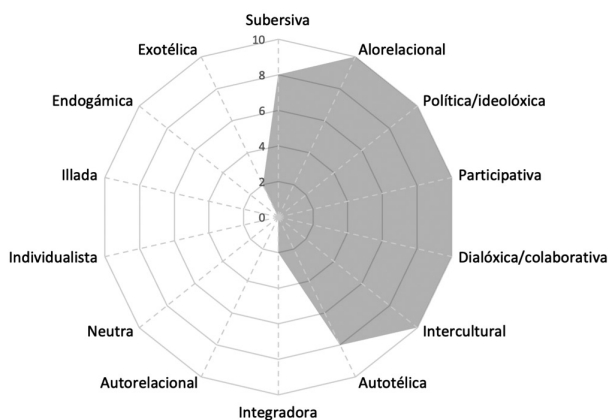 Subersiva
Exotélica
10
Alorelacional
8
Endogámica
Política/ideolóxica
6
4
Illada
Participativa
2
0
Individualista
Dialóxica/colaborativa
Neutra
Intercultural
Autorelacional
Autotélica
Integradora